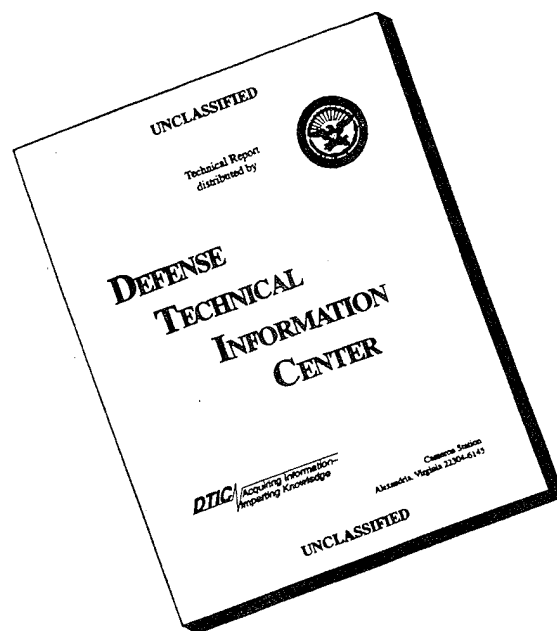 UNCLASSIFIED
Technical Report
distributed by
DEFENSE
TECHNICAL
INFORMATION
CENTER
DTIC
Acquiring Information–
Imparting Knowledge
Cameron Station
Alexandria, Virginia 22304-6145
UNCLASSIFIED